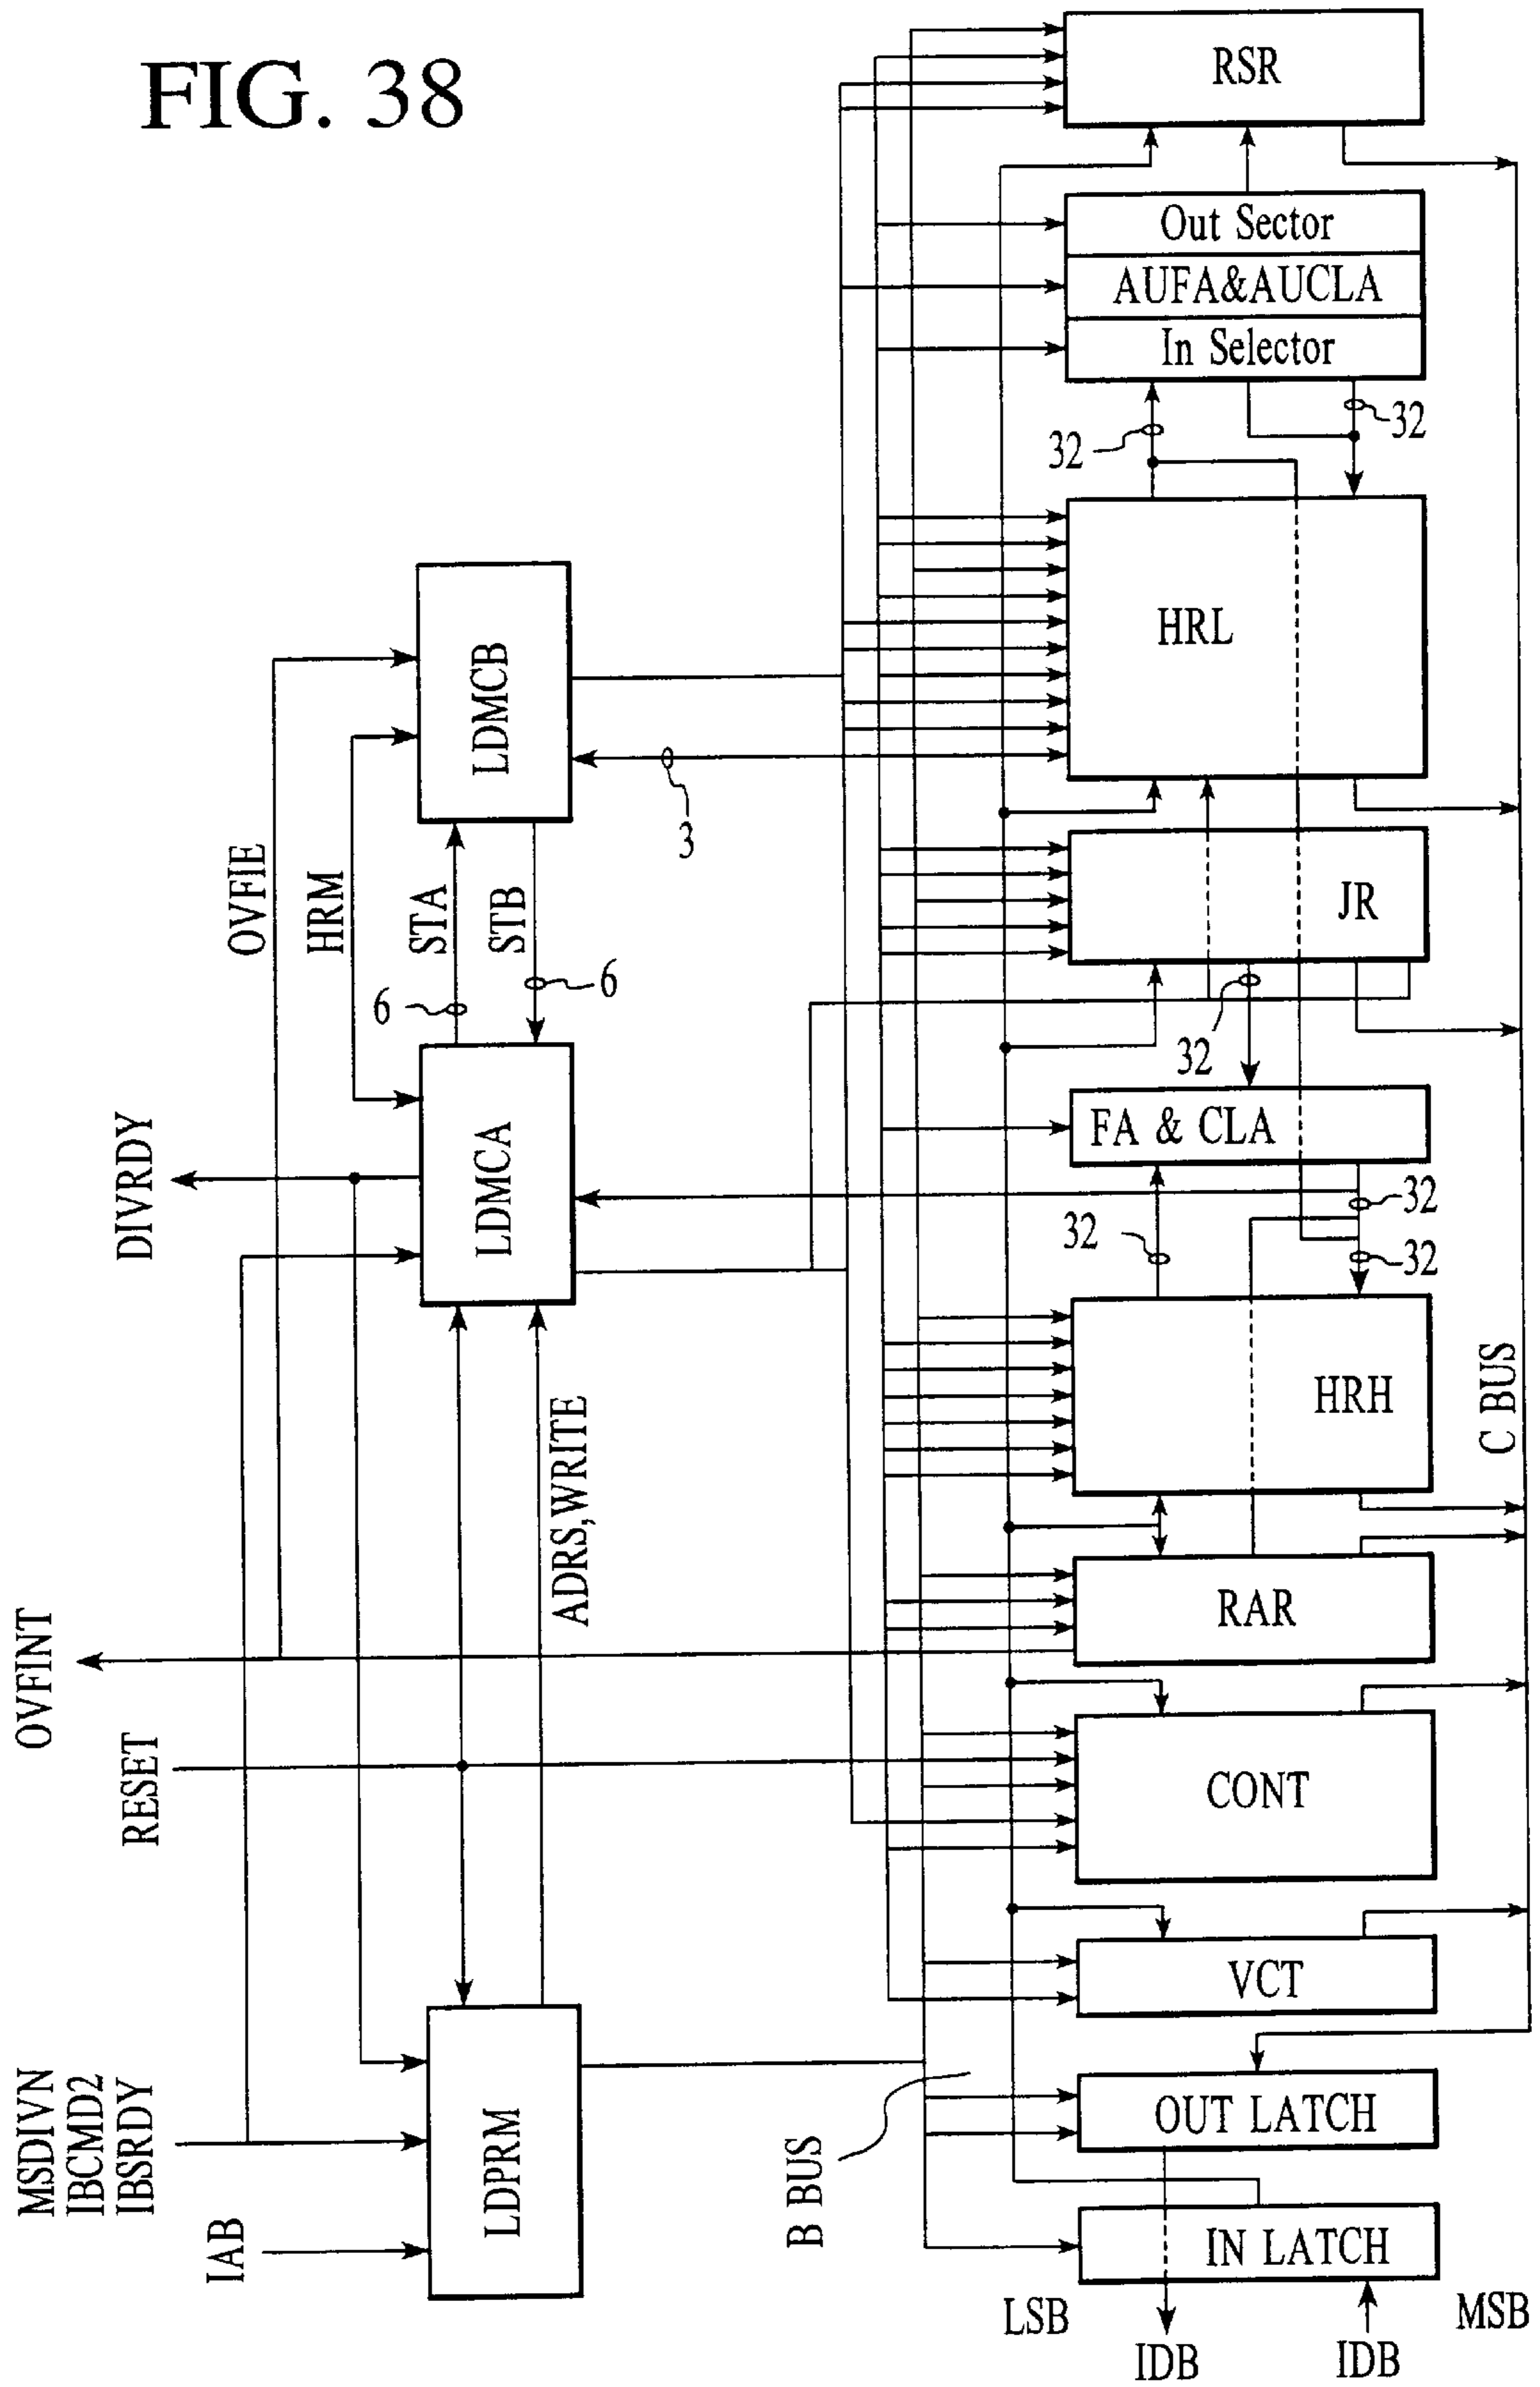 FIG. 38
RSR
Out Sector
AUFA&AUCLA
In Selector
32
32
HRL
LDMCB
3
OVFIE
HRM
STA
STB
6
6
JR
32
FA & CLA
DIVRDY
LDMCA
32
32
32
HRH
C BUS
ADRS,WRITE
RAR
OVFINT
RESET
CONT
VCT
MSDIVN
IBCMD2
IBSRDY
IAB
LDPRM
B BUS
OUT LATCH
IN LATCH
LSB
MSB
IDB
IDB